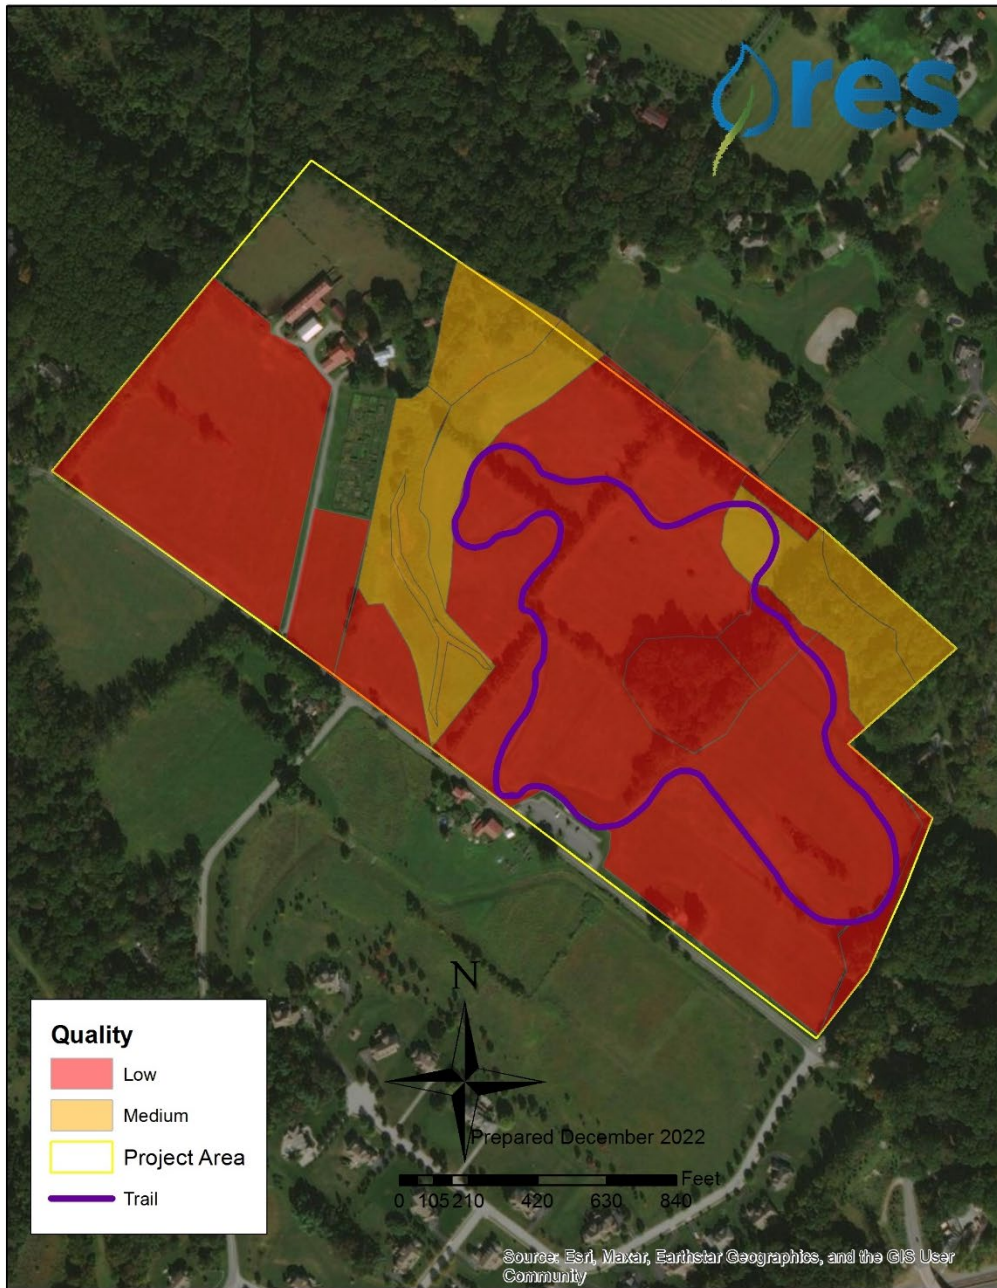 res
Quality
Low
Medium
Project Area
Trail
N
Prepared December 2022
Feet
0 105 210 420 630 840
Source: Esri, Maxar, Earthstar Geographics, and the GIS User
Community